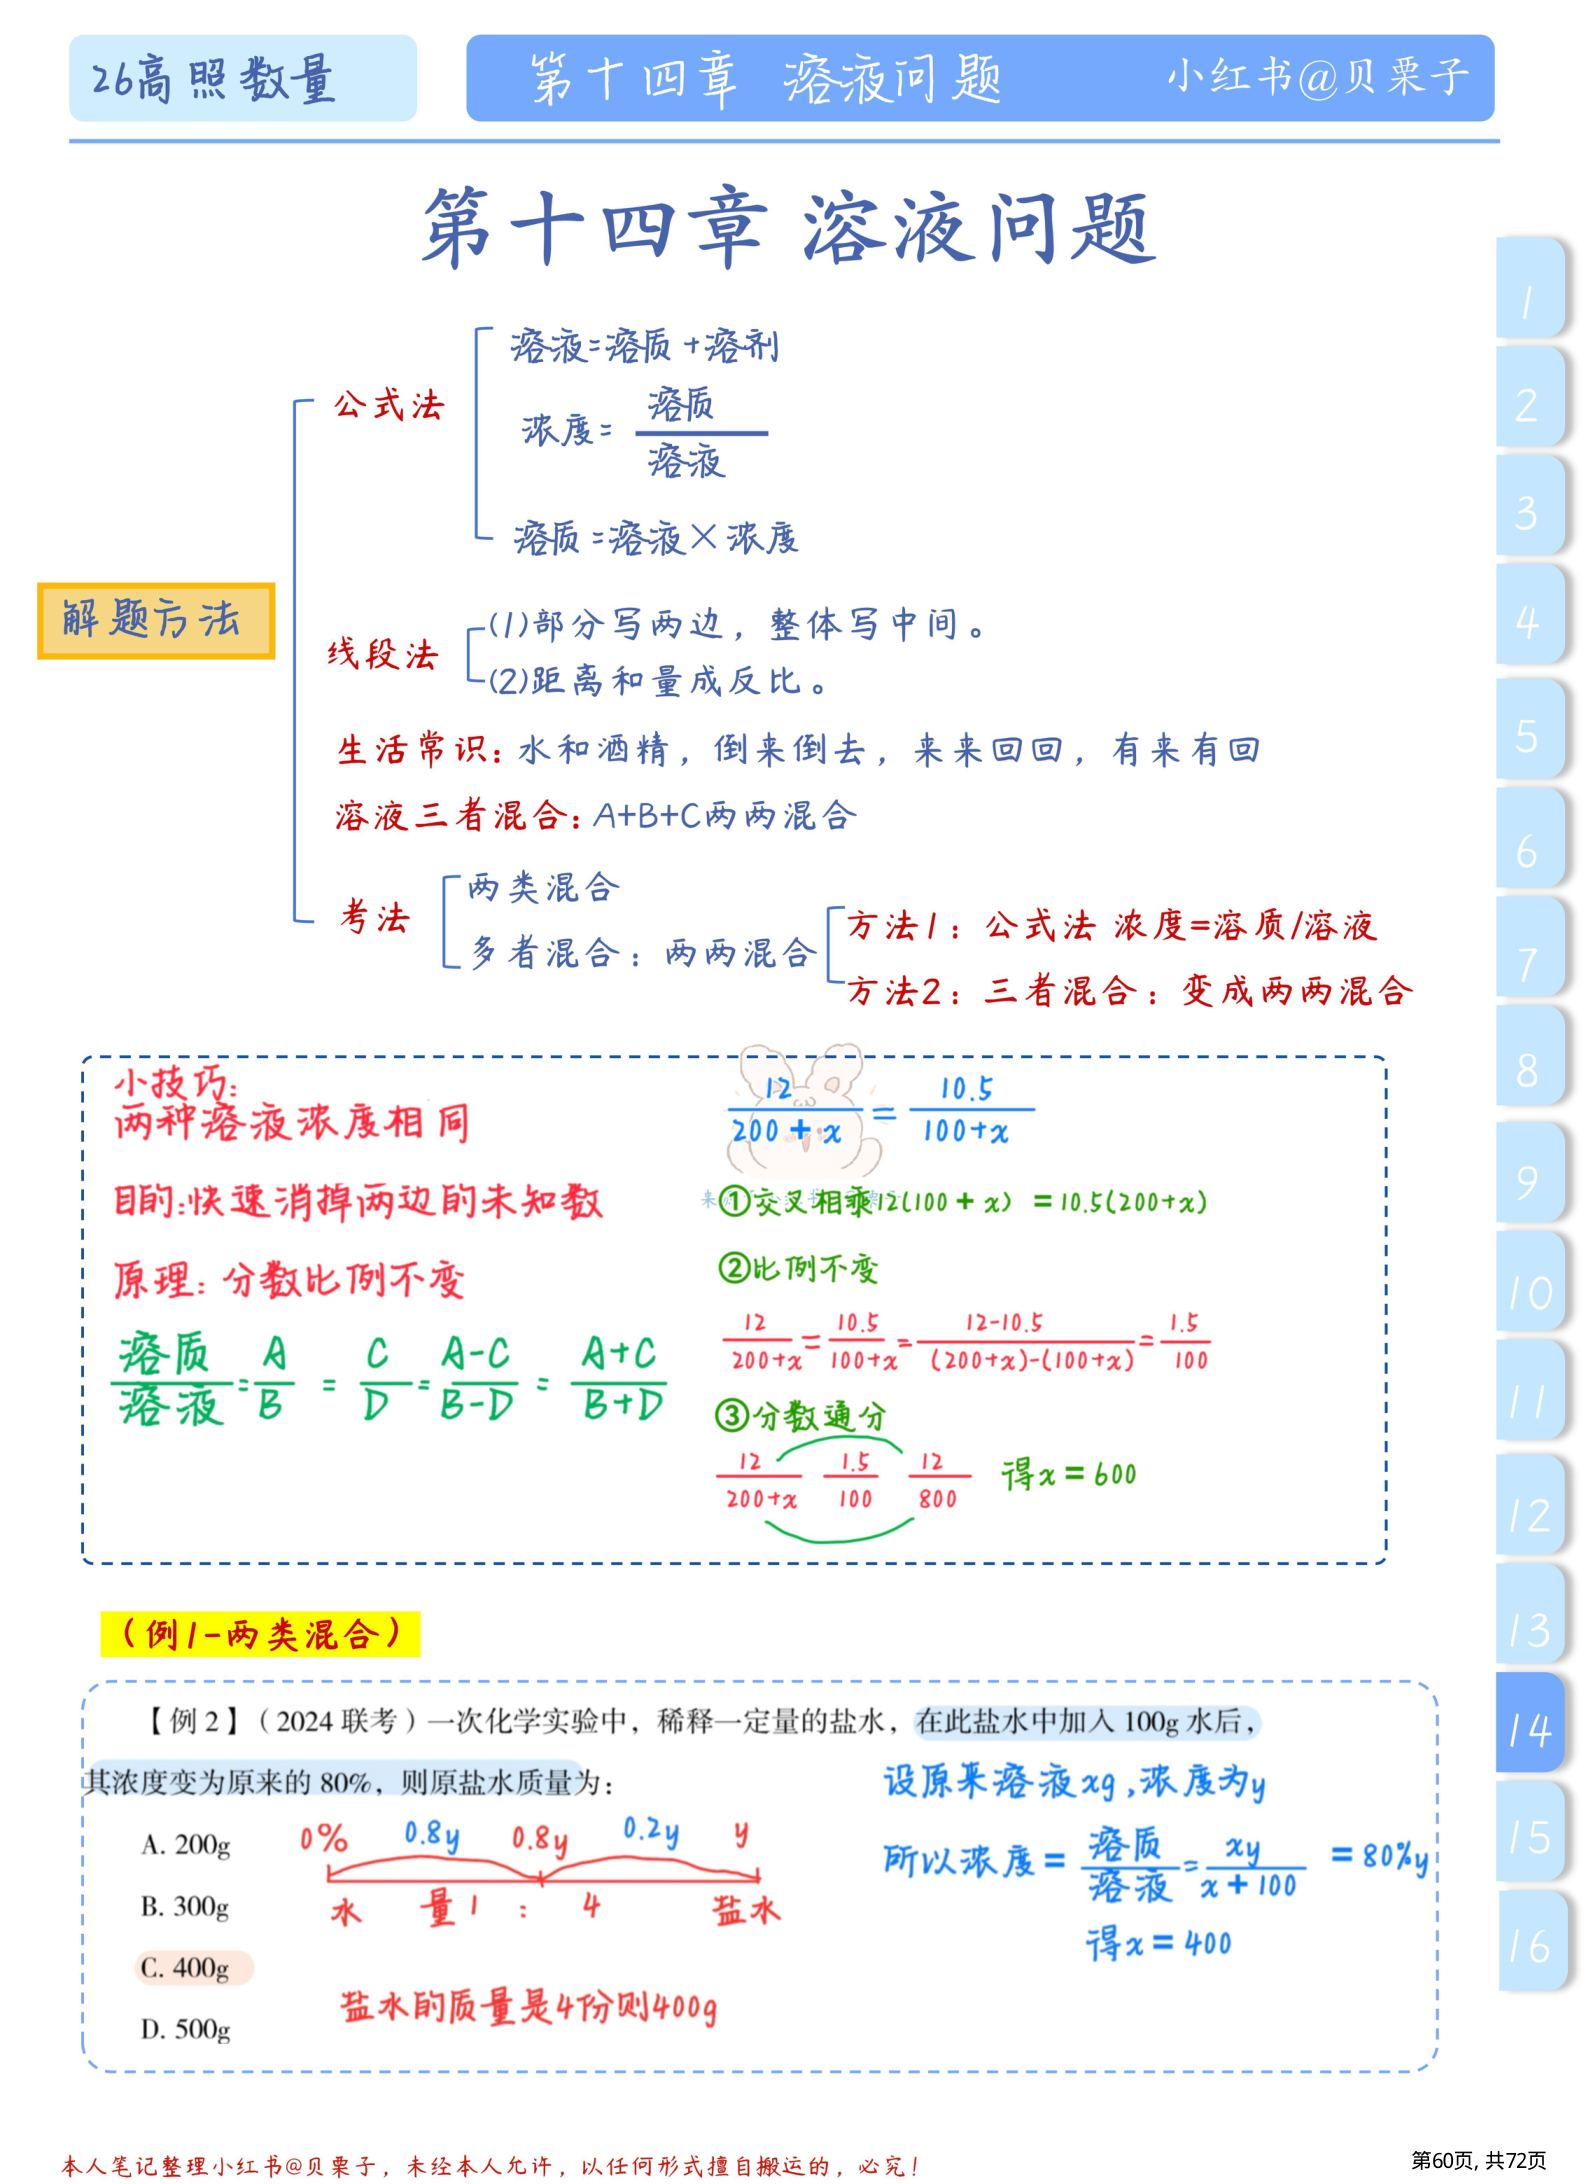 26高照数量
第十四章 溶液问题
小红书@贝栗子
第十四章 溶液问题
解题方法
公式法
溶液=溶质+溶剂
浓度=溶质/溶液
溶质=溶液×浓度
线段法
(1)部分写两边，整体写中间。
(2)距离和量成反比。
生活常识：水和酒精，倒来倒去，来来回回，有来有回
溶液三者混合：A+B+C两两混合
考法
两类混合
多者混合：两两混合
方法1：公式法 浓度=溶质/溶液
方法2：三者混合：变成两两混合
小技巧：
两种溶液浓度相同
目的：快速消掉两边的未知数
原理：分数比例不变
溶质/溶液=A/B=C/D=A-C/B-D=A+C/B+D
12/200+x=10.5/100+x
①交叉相乘12(100+x)=10.5(200+x)
②比例不变
12/200+x=10.5/100+x=12-10.5/(200+x)-(100+x)=1.5/100
③分数通分
12/200+x 1.5/100 12/800 得x=600
（例1-两类混合）
【例2】（2024联考）一次化学实验中，稀释一定量的盐水，在此盐水中加入100g水后，
其浓度变为原来的80%，则原盐水质量为：
A. 200g
B. 300g
C. 400g
D. 500g
0% 0.8y 0.8y 0.2y y
水 量1 : 4 盐水
盐水的质量是4份则400g
设原来溶液xg,浓度为y
所以浓度=溶质/溶液=xy/x+100=80%y
得x=400
1
2
3
4
5
6
7
8
9
10
11
12
13
14
15
16
本人笔记整理小红书@贝栗子，未经本人允许，以任何形式擅自搬运的，必究！
第60页, 共72页